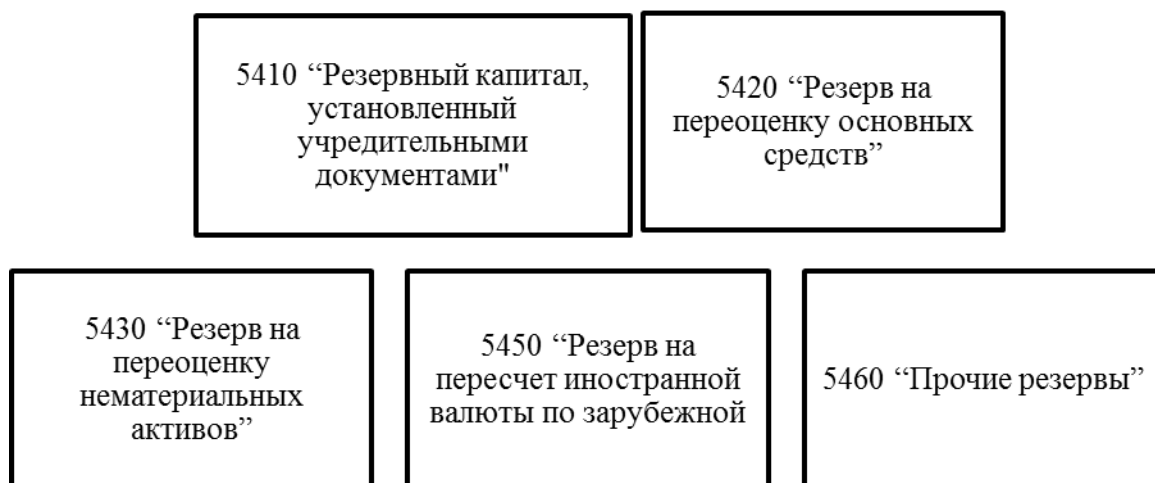 5410 “Резервный капитал,
установленный
учредительными
документами"
5420 “Резерв на
переоценку основных
средств”
5430 “Резерв на
переоценку
нематериальных
активов”
5450 “Резерв на
пересчет иностранной
валюты по зарубежной
5460 “Прочие резервы”